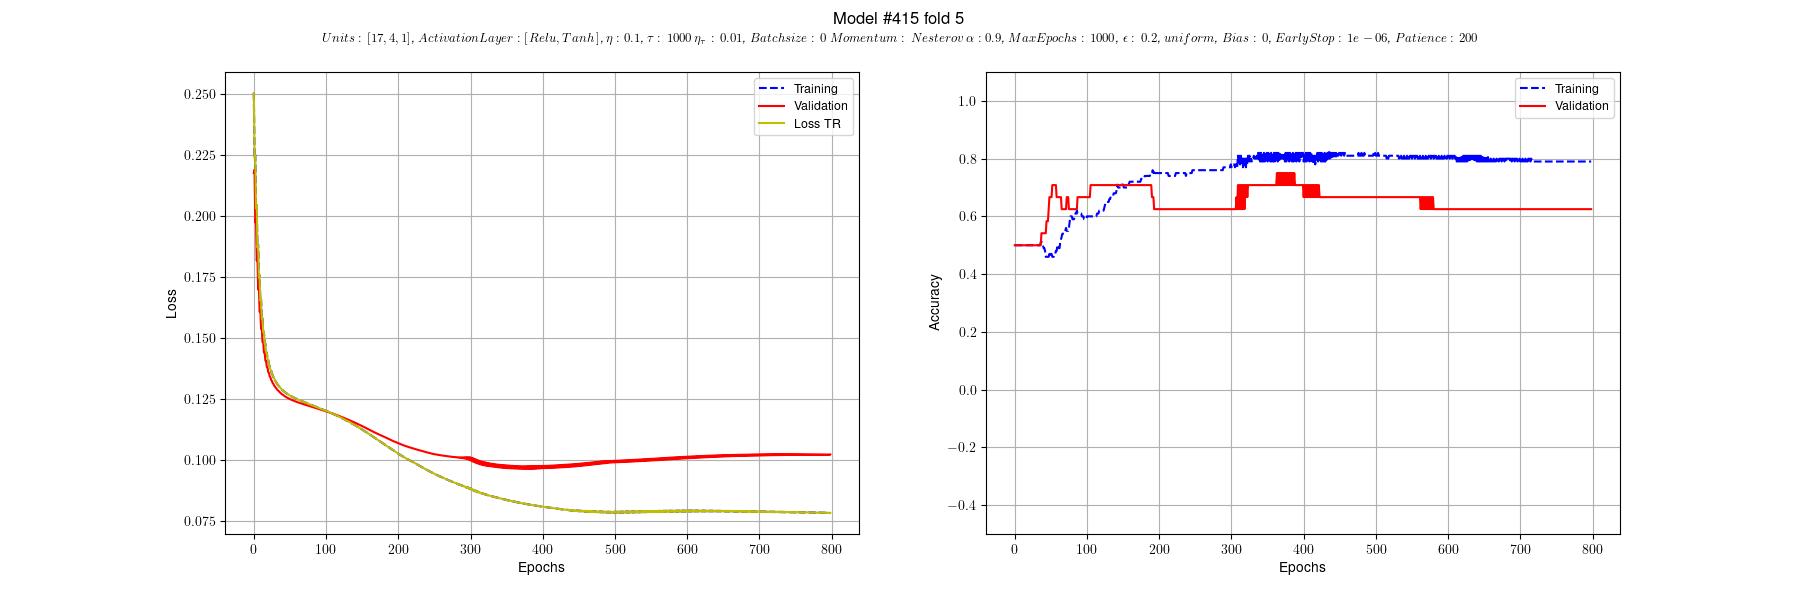 Model #415 fold 5
Units : [17, 4, 1], ActivationLayer : [Relu, Tanh], η : 0.1, τ : 1000 η_τ : 0.01, Batchsize : 0 Momentum : Nesterov α : 0.9, MaxEpochs : 1000, ϵ : 0.2, uniform, Bias : 0, EarlyStop : 1e − 06, Patience : 200
0.250
0.225
0.200
0.175
0.150
0.125
0.100
0.075
Loss
Training
Validation
Loss TR
0 100 200 300 400 500 600 700 800
Epochs
1.0
0.8
0.6
0.4
0.2
0.0
−0.2
−0.4
Accuracy
Training
Validation
0 100 200 300 400 500 600 700 800
Epochs